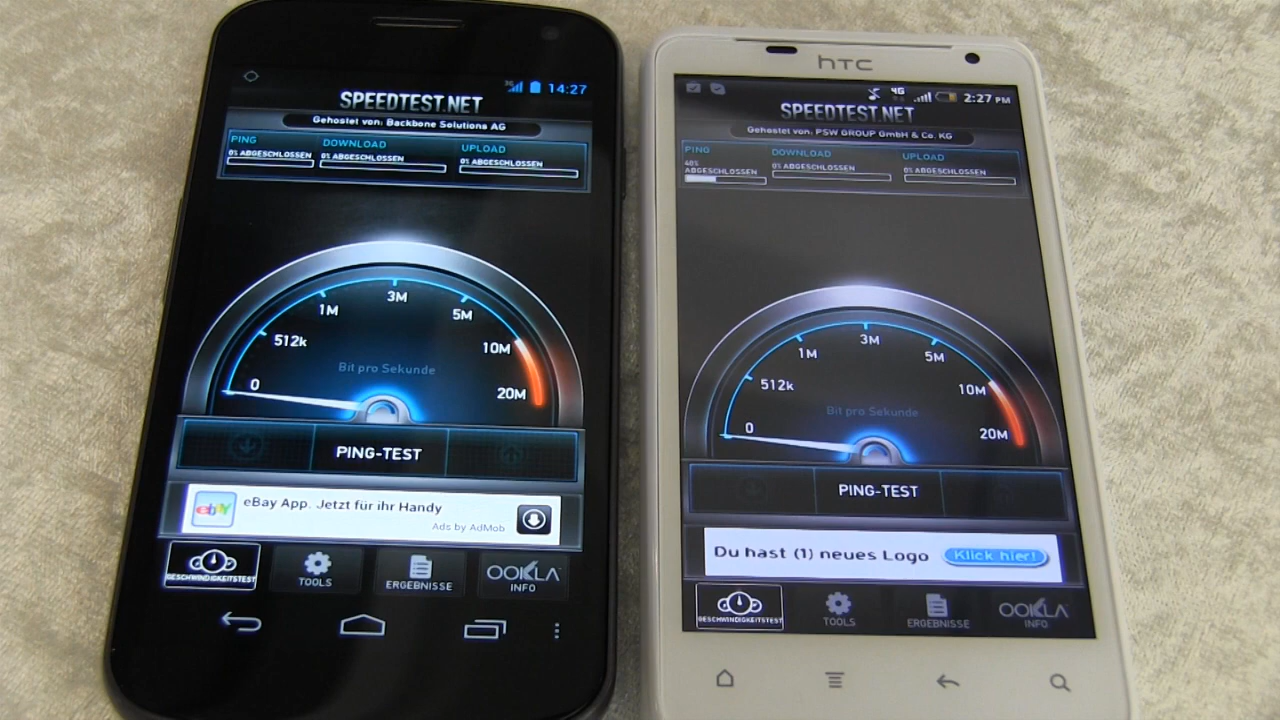 3G 14:27
SPEEDTEST.NET
Gehostet von: Backbone Solutions AG
PING DOWNLOAD UPLOAD
0% ABGESCHLOSSEN 0% ABGESCHLOSSEN 0% ABGESCHLOSSEN
0 512k 1M 3M 5M 10M 20M
Bit pro Sekunde
PING-TEST
ebY
eBay App. Jetzt für ihr Handy
Ads by AdMob
GESCHWINDIGKEITSTEST TOOLS ERGEBNISSE OOKLA INFO
hTC
4G 2:27 PM
SPEEDTEST.NET
Gehostet von: PSW GROUP GmbH & Co. KG
PING DOWNLOAD UPLOAD
40% ABGESCHLOSSEN 0% ABGESCHLOSSEN 0% ABGESCHLOSSEN
0 512k 1M 3M 5M 10M 20M
Bit pro Sekunde
PING-TEST
Du hast (1) neues Logo Klick hier!
GESCHWINDIGKEITSTEST TOOLS ERGEBNISSE OOKLA INFO